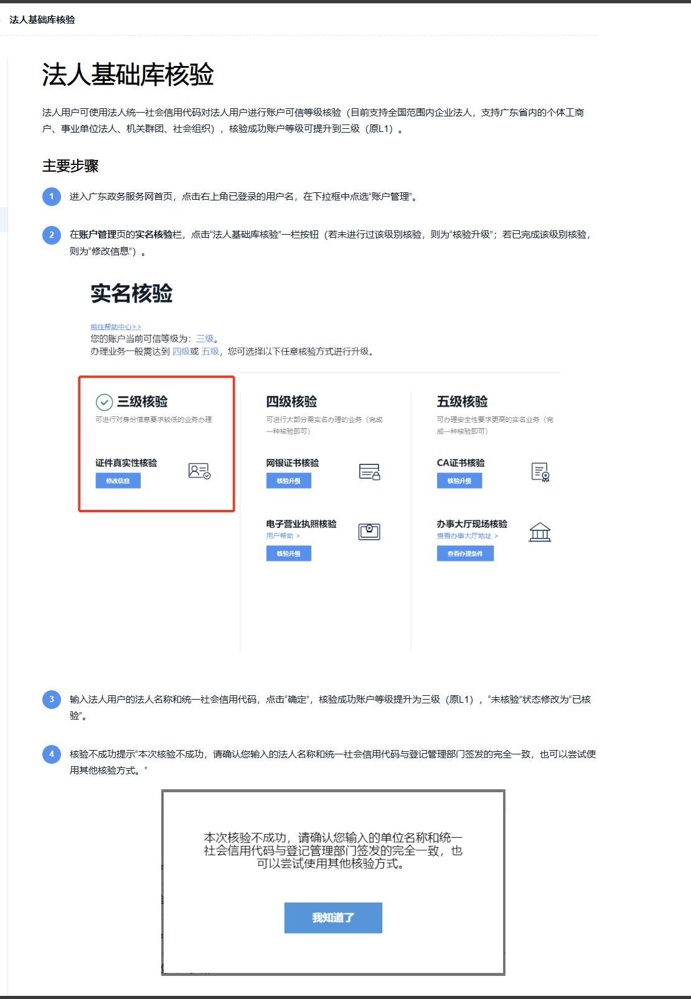 法人基础库核验
法人基础库核验
法人用户可使用法人统一社会信用代码对法人用户进行账户可信等级核验（目前支持全国范围内企业法人，支持广东省内的个体工商
户、事业单位法人、机关群团、社会组织），核验成功账户等级可提升到三级（原L1）。
主要步骤
1 进入广东政务服务网首页，点击右上角已登录的用户名，在下拉框中点选“账户管理”。
2 在账户管理页的实名核验栏，点击“法人基础库核验”一栏按钮（若未进行过该级别核验，则为“核验升级”；若已完成该级别核验，
则为“修改信息”）。
实名核验
前往帮助中心>>
您的账户当前可信等级为：三级。
办理业务一般需达到 四级或 五级，您可选择以下任意核验方式进行升级。
三级核验
可进行对身份信息要求较低的业务办理
证件真实性核验
修改信息
四级核验
可进行大部分需实名办理的业务（完成
一种核验即可）
网银证书核验
核验升级
电子营业执照核验
用户帮助 >
核验升级
五级核验
可办理安全性要求更高的实名业务（完
成一种核验即可）
CA证书核验
核验升级
办事大厅现场核验
查看办事大厅地址 >
查看办理条件
3 输入法人用户的法人名称和统一社会信用代码，点击“确定”，核验成功账户等级提升为三级（原L1），“未核验”状态修改为“已核
验”。
4 核验不成功提示“本次核验不成功，请确认您输入的法人名称和统一社会信用代码与登记管理部门签发的完全一致，也可以尝试使
用其他核验方式。”
本次核验不成功，请确认您输入的单位名称和统一
社会信用代码与登记管理部门签发的完全一致，也
可以尝试使用其他核验方式。
我知道了